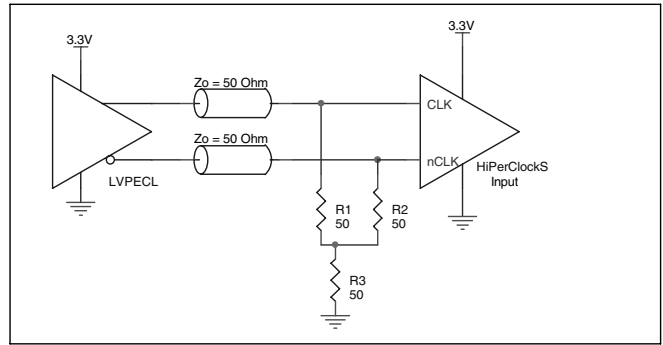 3.3V
3.3V
Zo = 50 Ohm
CLK
Zo = 50 Ohm
nCLK
HiPerClockS
Input
LVPECL
R1
50
R2
50
R3
50